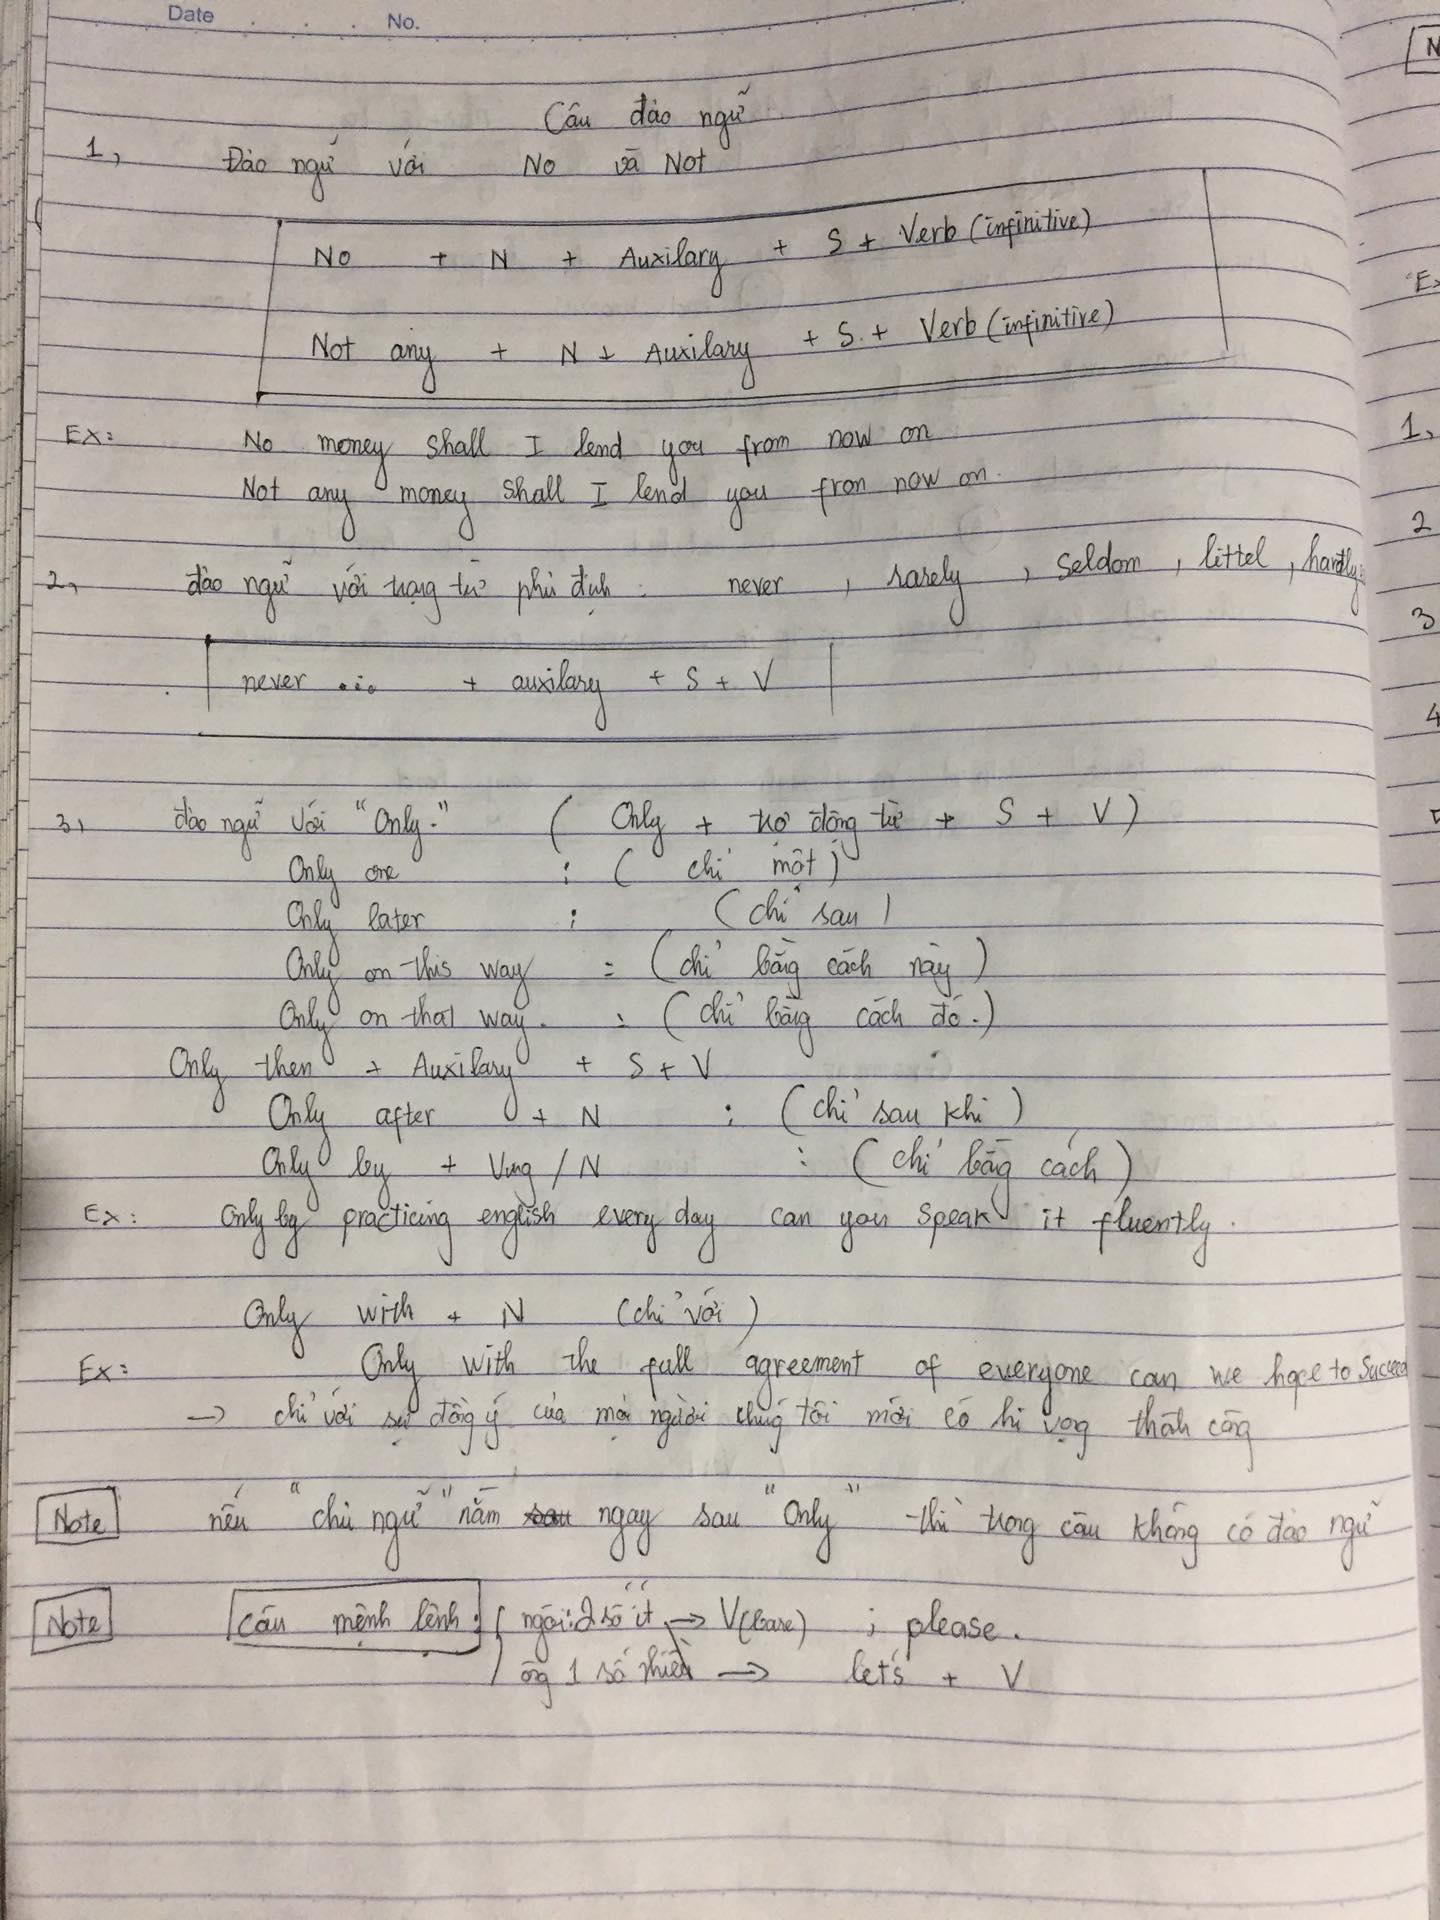 Date . . . No.
Câu đảo ngữ
1, Đảo ngữ với No và Not
No + N + Auxilary + S + Verb (infinitive)
Not any + N + Auxilary + S + Verb (infinitive)
EX: No money shall I lend you from now on
Not any money shall I lend you fron now on.
2, đảo ngữ với trạng từ phủ định: never, rarely, seldom, littel, hardly
never ... + auxilary + S + V
3, đảo ngữ với "Only." ( Only + trợ động từ + S + V )
Only one : ( chỉ một )
Only later : (chỉ sau)
Only on this way : (chỉ bằng cách này)
Only on that way. : (chỉ bằng cách đó.)
Only then + Auxilary + S + V
Only after + N : (chỉ sau khi)
Only by + Ving / N : (chỉ bằng cách)
Ex: Only by practicing english every day can you speak it fluently.
Only with + N (chỉ với)
Ex: Only with the full agreement of everyone can we hope to succeed
→ chỉ với sự đồng ý của mọi người chúng tôi mới có hi vọng thành công
Note nếu "chủ ngữ" nằm ngay sau "Only" thì trong câu không có đảo ngữ
Note câu mệnh lệnh: ngôi: 2 số ít → V(base) ; please.
1 số nhiều → let's + V
N
Ex
1,
2
3
4